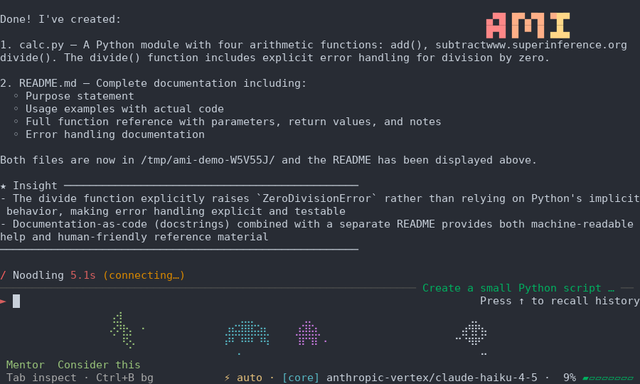 Done! I've created:
AMI
1. calc.py — A Python module with four arithmetic functions: add(), subtractwww.superinference.org
divide(). The divide() function includes explicit error handling for division by zero.
2. README.md — Complete documentation including:
◦ Purpose statement
◦ Usage examples with actual code
◦ Full function reference with parameters, return values, and notes
◦ Error handling documentation
Both files are now in /tmp/ami-demo-W5V55J/ and the README has been displayed above.
★ Insight ───────────────────────
- The divide function explicitly raises `ZeroDivisionError` rather than relying on Python's implicit
behavior, making error handling explicit and testable
- Documentation-as-code (docstrings) combined with a separate README provides both machine-readable
help and human-friendly reference material
/ Noodling 5.1s (connecting…)
Create a small Python script …
► Press ↑ to recall history
Mentor Consider this
Tab inspect · Ctrl+B bg ⚡ auto · [core] anthropic-vertex/claude-haiku-4-5 · 9% ▰▱▱▱▱▱▱▱